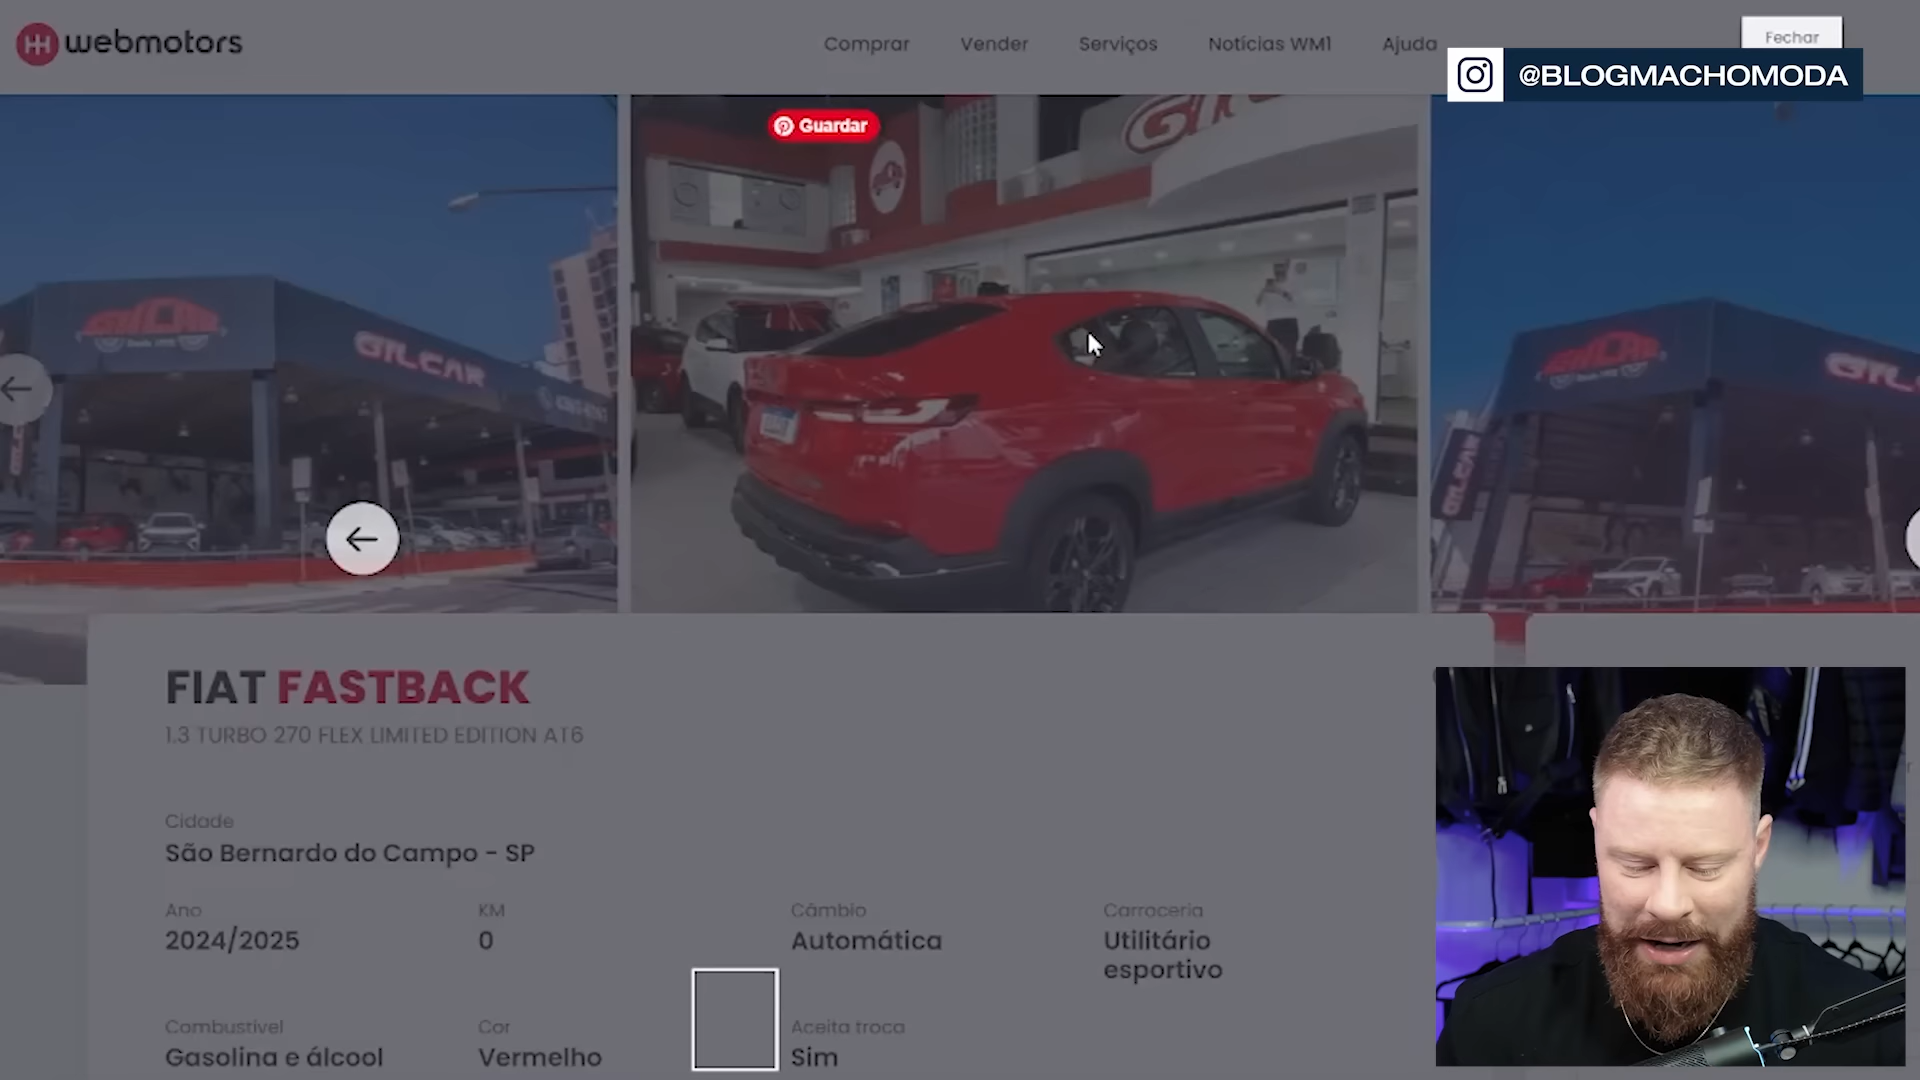 webmotors
Comprar
Vender
Serviços
Notícias WM1
Ajuda
Fechar
@BLOGMACHOMODA
Guardar
GILCAR
GILCAR
FIAT FASTBACK
1.3 TURBO 270 FLEX LIMITED EDITION AT6
Cidade
São Bernardo do Campo - SP
Ano
2024/2025
KM
0
Câmbio
Automática
Carroceria
Utilitário
esportivo
Combustível
Gasolina e álcool
Cor
Vermelho
Aceita troca
Sim